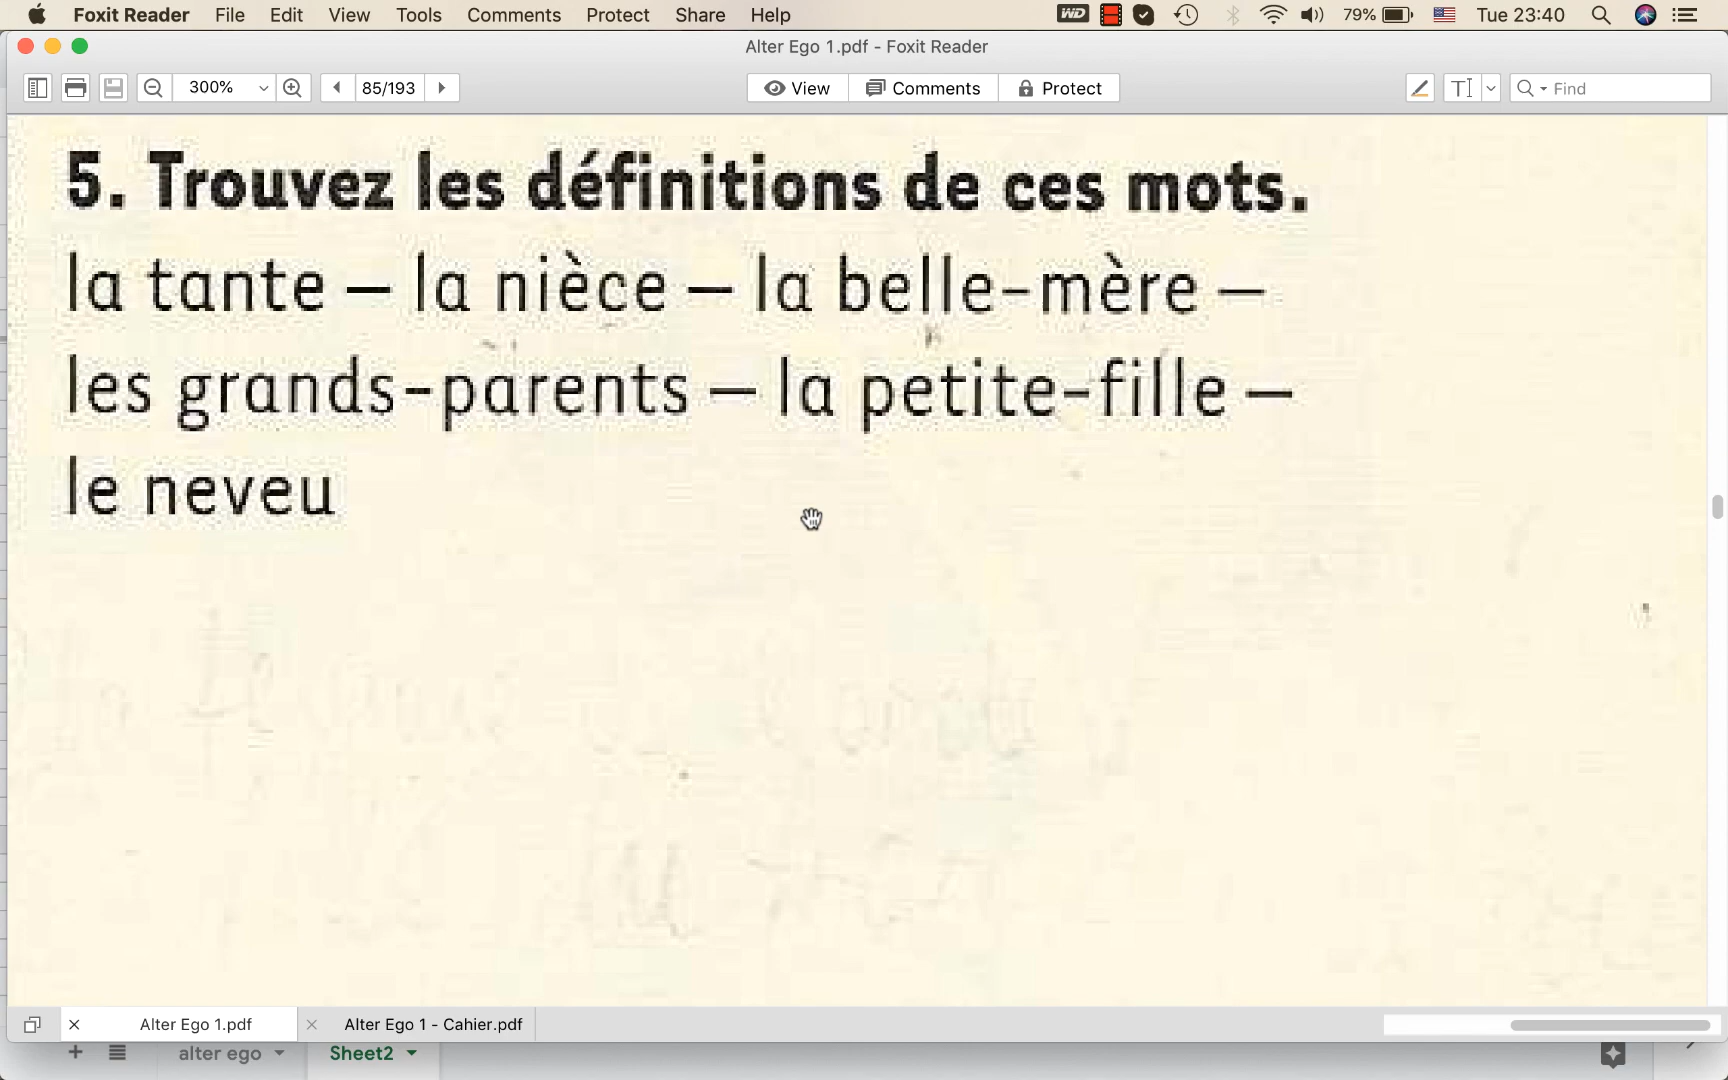 Foxit Reader File Edit View Tools Comments Protect Share Help WD 79% Tue 23:40
Alter Ego 1.pdf - Foxit Reader
300% 85/193 View Comments Protect T Find
5. Trouvez les définitions de ces mots.
la tante — la nièce — la belle-mère —
les grands-parents — la petite-fille —
le neveu
Alter Ego 1.pdf Alter Ego 1 - Cahier.pdf
alter ego Sheet2